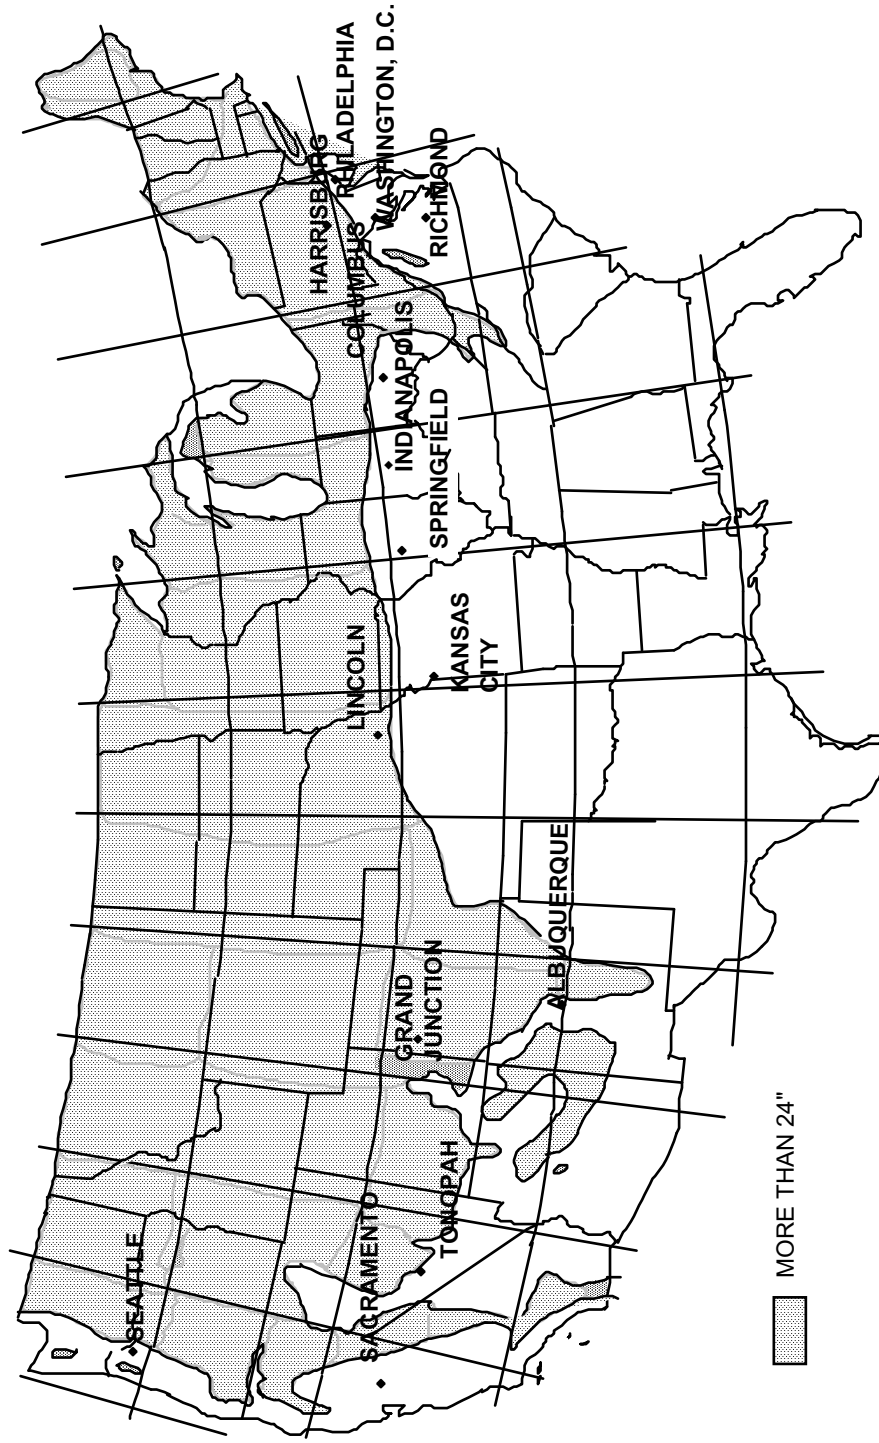 SEATTLE
SACRAMENTO
TONOPAH
GRAND
JUNCTION
ALBUQUERQUE
LINCOLN
KANSAS
CITY
SPRINGFIELD
INDIANAPOLIS
COLUMBUS
HARRISBURG
PHILADELPHIA
WASHINGTON, D.C.
RICHMOND
MORE THAN 24"